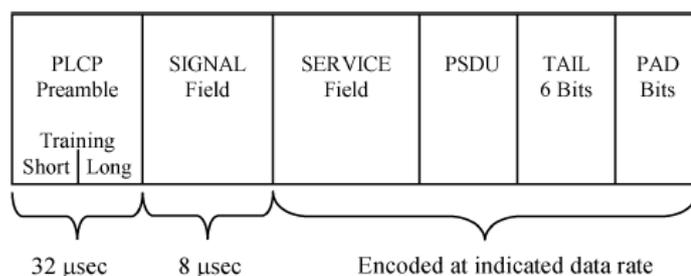 PLCP
Preamble
Training
Short Long
SIGNAL
Field
SERVICE
Field
PSDU
TAIL
6 Bits
PAD
Bits
32 µsec
8 µsec
Encoded at indicated data rate